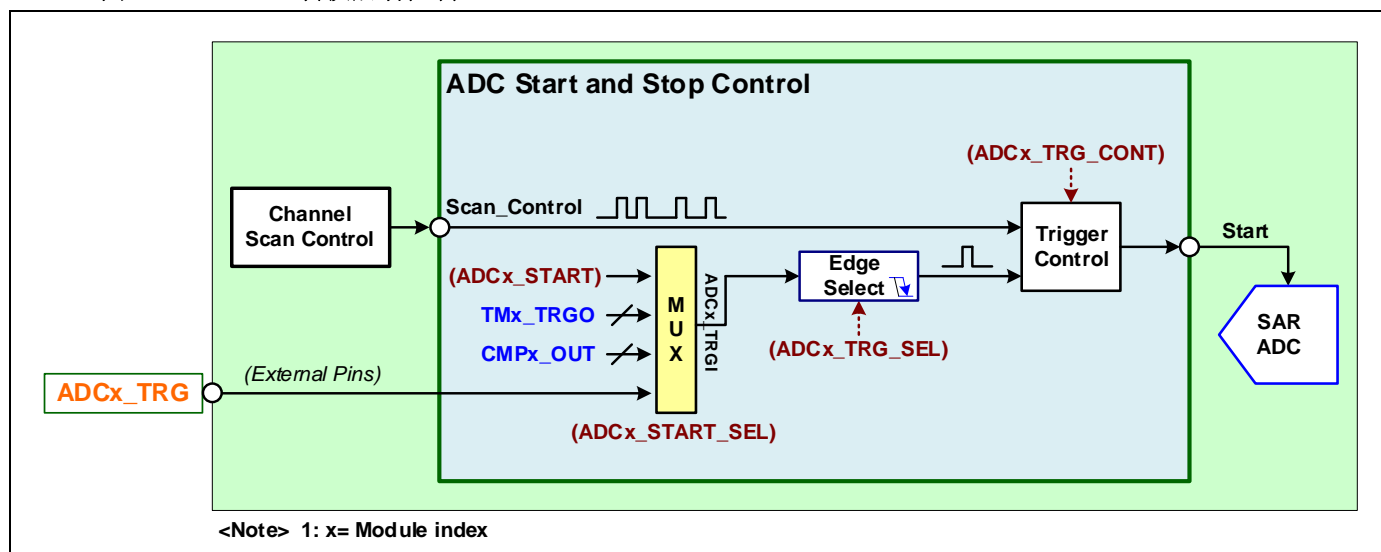 ADC Start and Stop Control
(ADCx_TRG_CONT)
Channel
Scan Control
Scan_Control
Trigger
Control
Start
(ADCx_START)
TMx_TRGO
CMPx_OUT
MUX
ADCx_TRGI
Edge
Select
(ADCx_TRG_SEL)
SAR
ADC
ADCx_TRG
(External Pins)
(ADCx_START_SEL)
<Note> 1: x= Module index